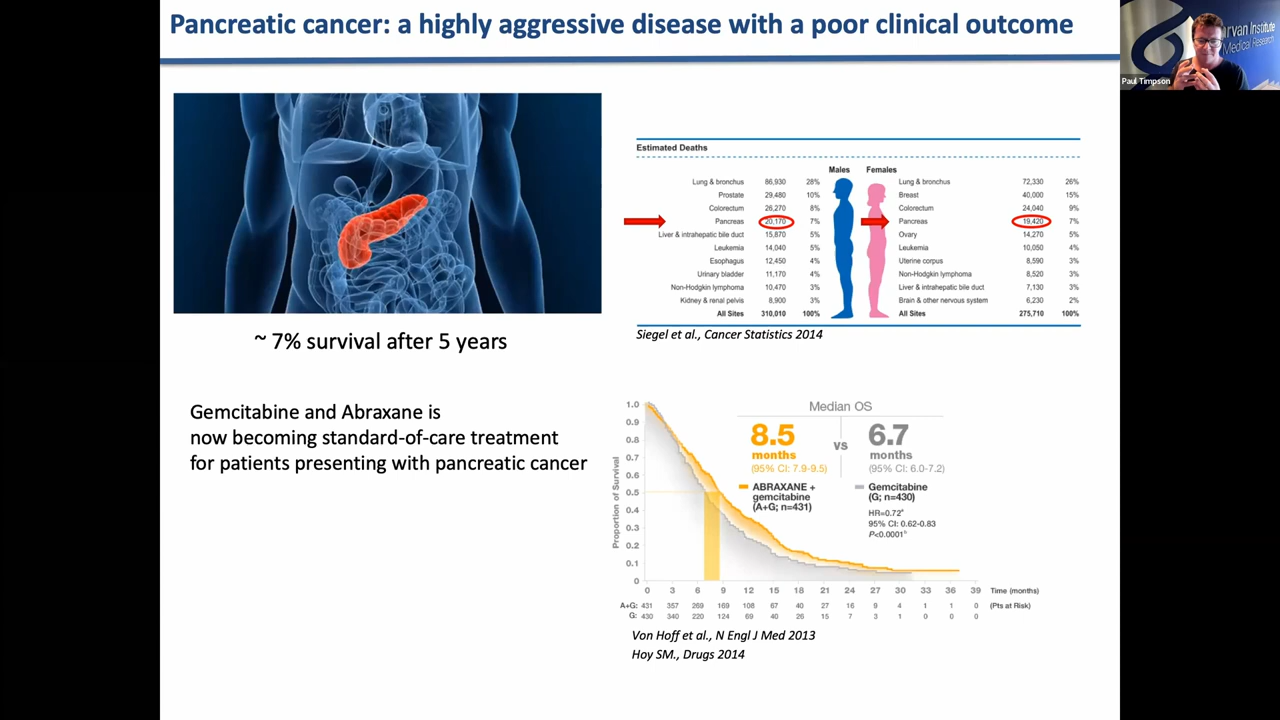 Pancreatic cancer: a highly aggressive disease with a poor clinical outcome
rvan Institute
Medical Research
Paul Timpson
~ 7% survival after 5 years
Gemcitabine and Abraxane is
now becoming standard-of-care treatment
for patients presenting with pancreatic cancer
Estimated Deaths
Males Females
Lung & bronchus 86,930 28% Lung & bronchus 72,330 26%
Prostate 29,480 10% Breast 40,000 15%
Colorectum 26,270 8% Colorectum 24,040 9%
Pancreas 20,170 7% Pancreas 19,420 7%
Liver & intrahepatic bile duct 15,870 5% Ovary 14,270 5%
Leukemia 14,040 5% Leukemia 10,050 4%
Esophagus 12,450 4% Uterine corpus 8,590 3%
Urinary bladder 11,170 4% Non-Hodgkin lymphoma 8,520 3%
Non-Hodgkin lymphoma 10,470 3% Liver & intrahepatic bile duct 7,130 3%
Kidney & renal pelvis 8,900 3% Brain & other nervous system 6,230 2%
All Sites 310,010 100% All Sites 275,710 100%
Siegel et al., Cancer Statistics 2014
Median OS
8.5 vs 6.7
months months
(95% CI: 7.9-9.5) (95% CI: 6.0-7.2)
ABRAXANE + Gemcitabine
gemcitabine (G; n=430)
(A+G; n=431)
HR=0.72ᵃ
95% CI: 0.62-0.83
P<0.0001ᵇ
Proportion of Survival
1.0
0.9
0.8
0.7
0.6
0.5
0.4
0.3
0.2
0.1
0
0 3 6 9 12 15 18 21 24 27 30 33 36 39 Time (months)
A+G: 431 357 269 169 108 67 40 27 16 9 4 1 1 0 (Pts at Risk)
G: 430 340 220 124 69 40 26 15 7 3 1 0 0 0
Von Hoff et al., N Engl J Med 2013
Hoy SM., Drugs 2014